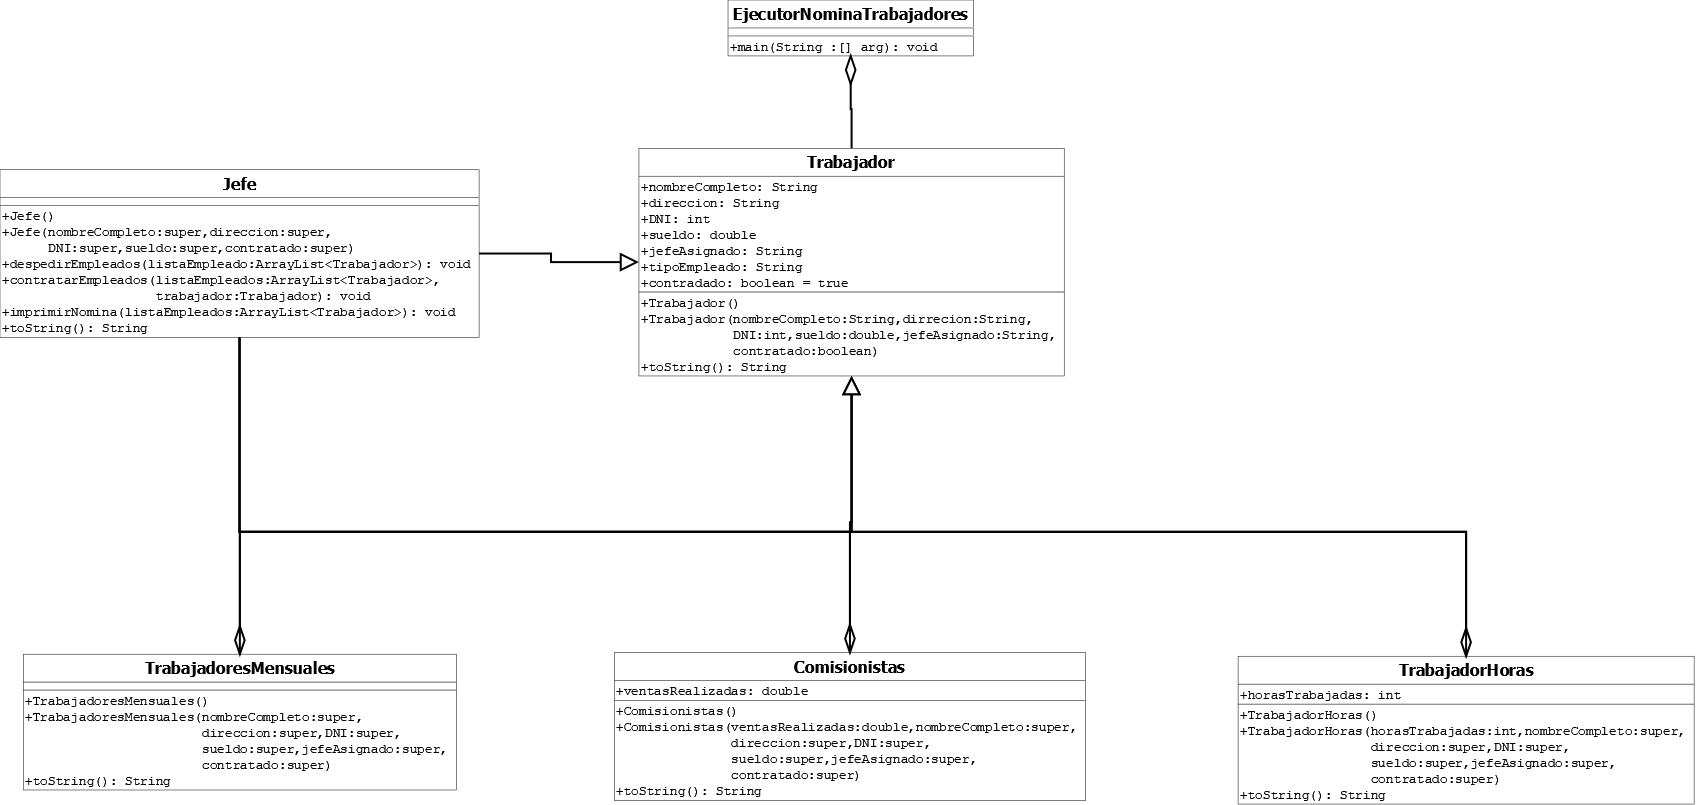 EjecutorNominaTrabajadores
+main(String :[] arg): void
Trabajador
+nombreCompleto: String
+direccion: String
+DNI: int
+sueldo: double
+jefeAsignado: String
+tipoEmpleado: String
+contradado: boolean = true
+Trabajador()
+Trabajador(nombreCompleto:String,dirrecion:String,
DNI:int,sueldo:double,jefeAsignado:String,
contratado:boolean)
+toString(): String
Jefe
+Jefe()
+Jefe(nombreCompleto:super,direccion:super,
DNI:super,sueldo:super,contratado:super)
+despedirEmpleados(listaEmpleado:ArrayList<Trabajador>): void
+contratarEmpleados(listaEmpleados:ArrayList<Trabajador>,
trabajador:Trabajador): void
+imprimirNomina(listaEmpleados:ArrayList<Trabajador>): void
+toString(): String
TrabajadoresMensuales
+TrabajadoresMensuales()
+TrabajadoresMensuales(nombreCompleto:super,
direccion:super,DNI:super,
sueldo:super,jefeAsignado:super,
contratado:super)
+toString(): String
Comisionistas
+ventasRealizadas: double
+Comisionistas()
+Comisionistas(ventasRealizadas:double,nombreCompleto:super,
direccion:super,DNI:super,
sueldo:super,jefeAsignado:super,
contratado:super)
+toString(): String
TrabajadorHoras
+horasTrabajadas: int
+TrabajadorHoras()
+TrabajadorHoras(horasTrabajadas:int,nombreCompleto:super,
direccion:super,DNI:super,
sueldo:super,jefeAsignado:super,
contratado:super)
+toString(): String